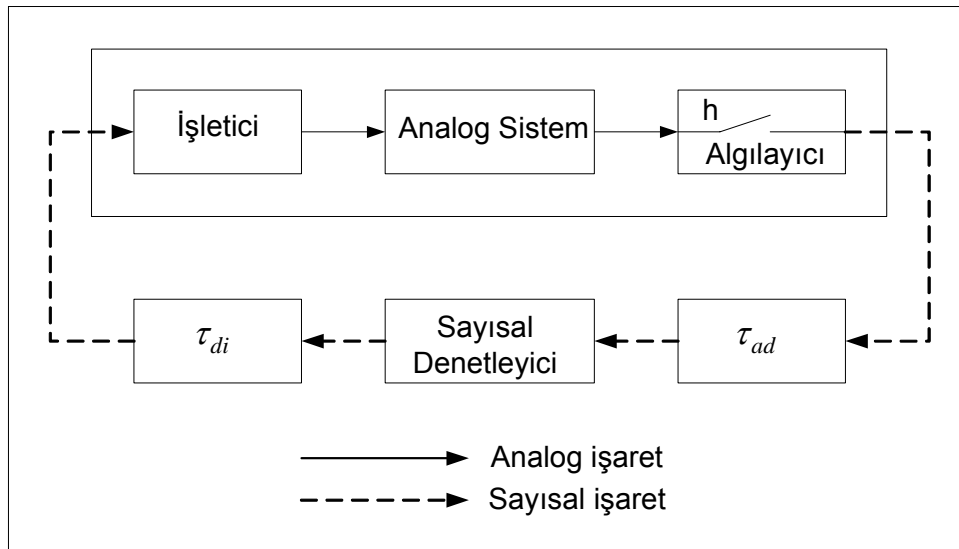 İşletici
Analog Sistem
h
Algılayıcı
τdi
Sayısal
Denetleyici
τad
Analog işaret
Sayısal işaret